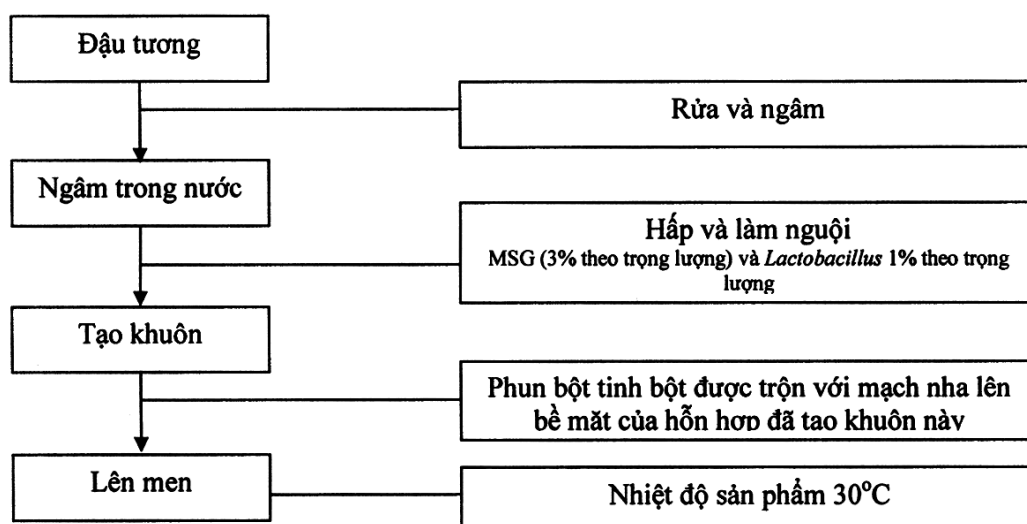 Đậu tương
Rửa và ngâm
Ngâm trong nước
Hấp và làm nguội
MSG (3% theo trọng lượng) và Lactobacillus 1% theo trọng
lượng
Tạo khuôn
Phun bột tinh bột được trộn với mạch nha lên
bề mặt của hỗn hợp đã tạo khuôn này
Lên men
Nhiệt độ sản phẩm 30°C